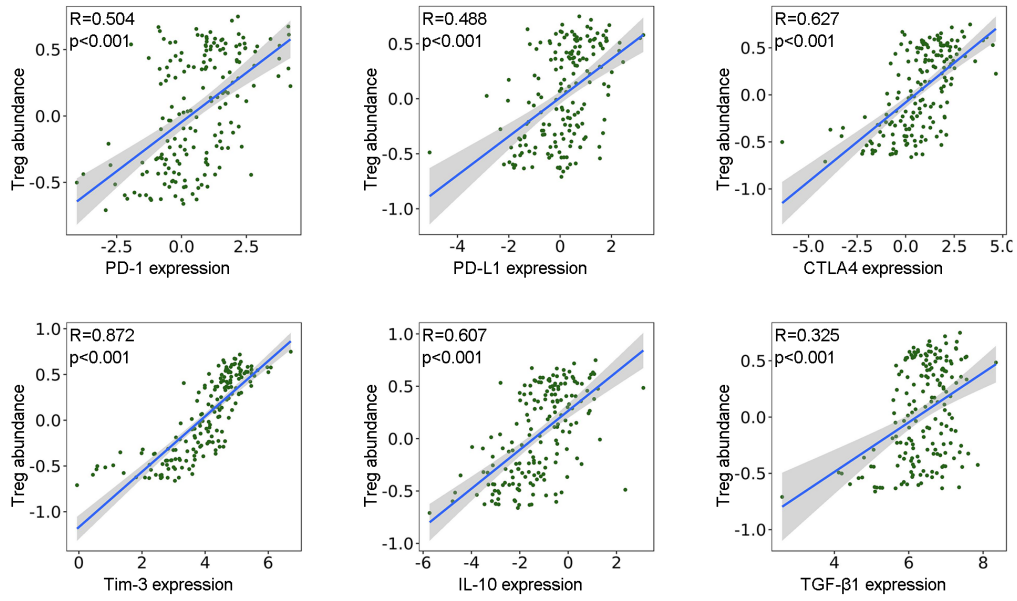 R=0.504
p<0.001
0.5
0.0
-0.5
Treg abundance
-2.5 0.0 2.5
PD-1 expression
R=0.488
p<0.001
0.5
0.0
-0.5
-1.0
Treg abundance
-4 -2 0 2
PD-L1 expression
R=0.627
p<0.001
0.5
0.0
-0.5
-1.0
Treg abundance
-5.0 -2.5 0.0 2.5 5.0
CTLA4 expression
R=0.872
p<0.001
1.0
0.5
0.0
-0.5
-1.0
Treg abundance
0 2 4 6
Tim-3 expression
R=0.607
p<0.001
1.0
0.5
0.0
-0.5
-1.0
Treg abundance
-6 -4 -2 0 2
IL-10 expression
R=0.325
p<0.001
0.5
0.0
-0.5
-1.0
Treg abundance
4 6 8
TGF-β1 expression